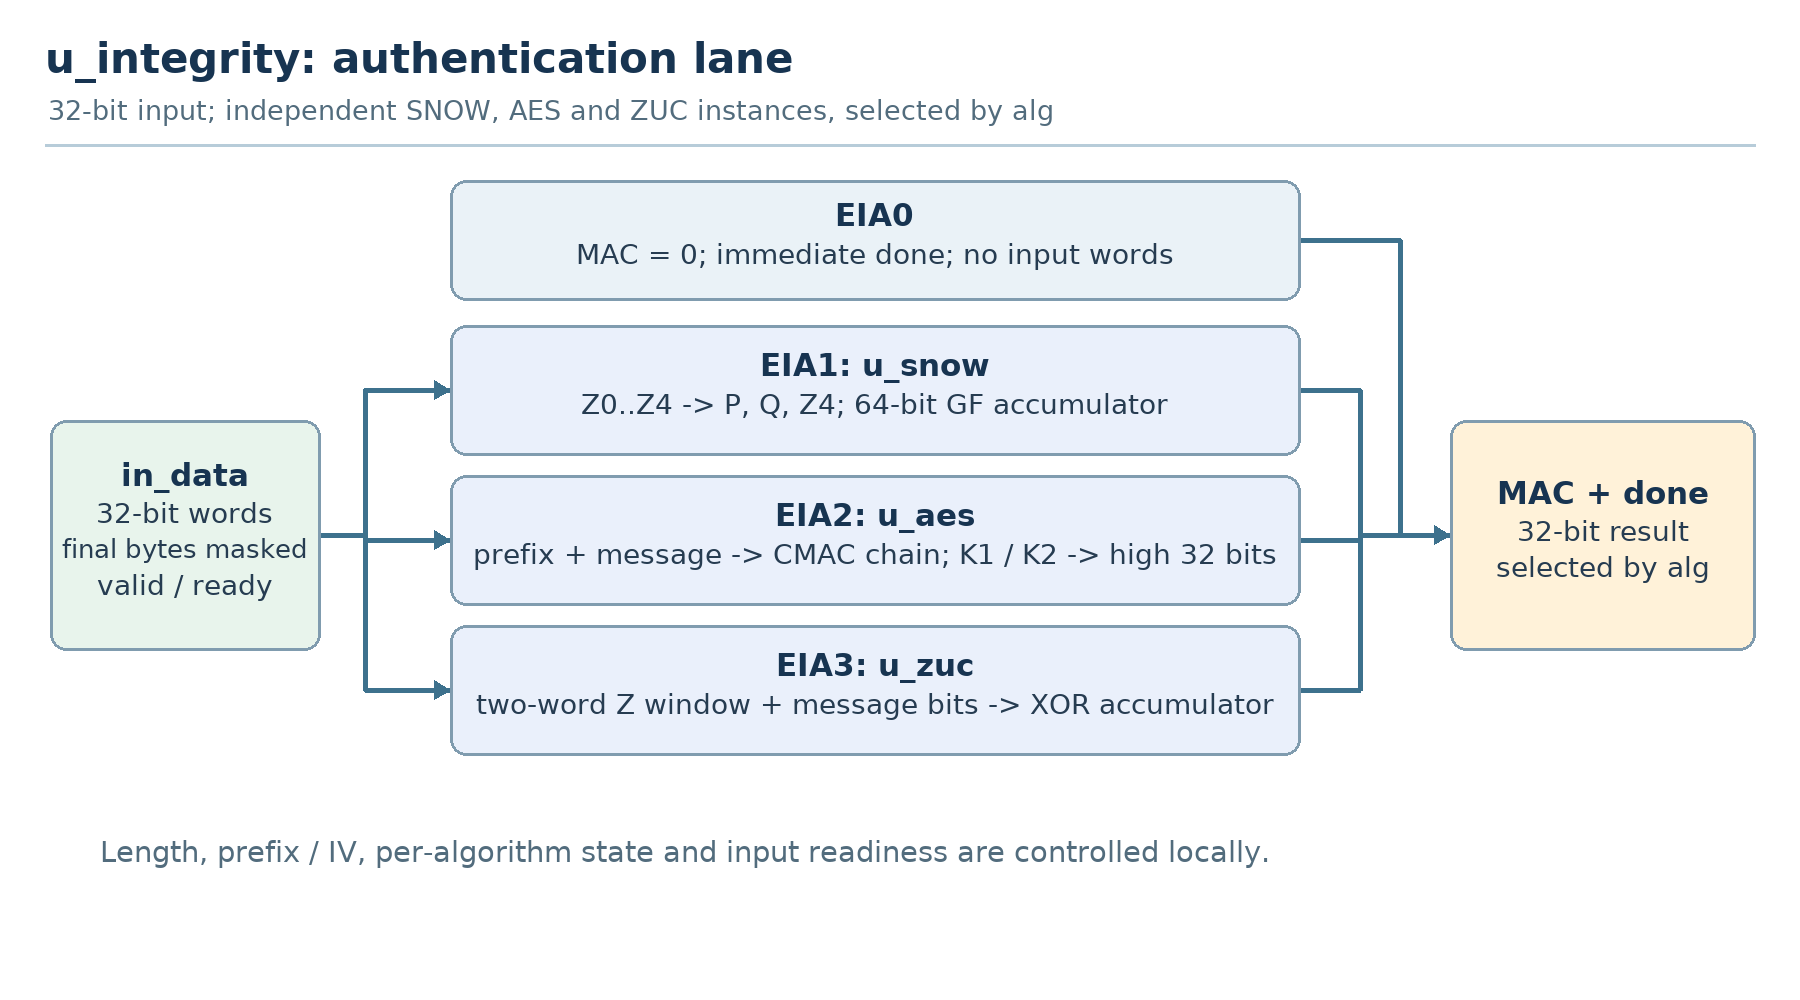 u_integrity: authentication lane
32-bit input; independent SNOW, AES and ZUC instances, selected by alg
EIA0
MAC = 0; immediate done; no input words
EIA1: u_snow
Z0..Z4 -> P, Q, Z4; 64-bit GF accumulator
in_data
32-bit words
final bytes masked
valid / ready
EIA2: u_aes
prefix + message -> CMAC chain; K1 / K2 -> high 32 bits
MAC + done
32-bit result
selected by alg
EIA3: u_zuc
two-word Z window + message bits -> XOR accumulator
Length, prefix / IV, per-algorithm state and input readiness are controlled locally.